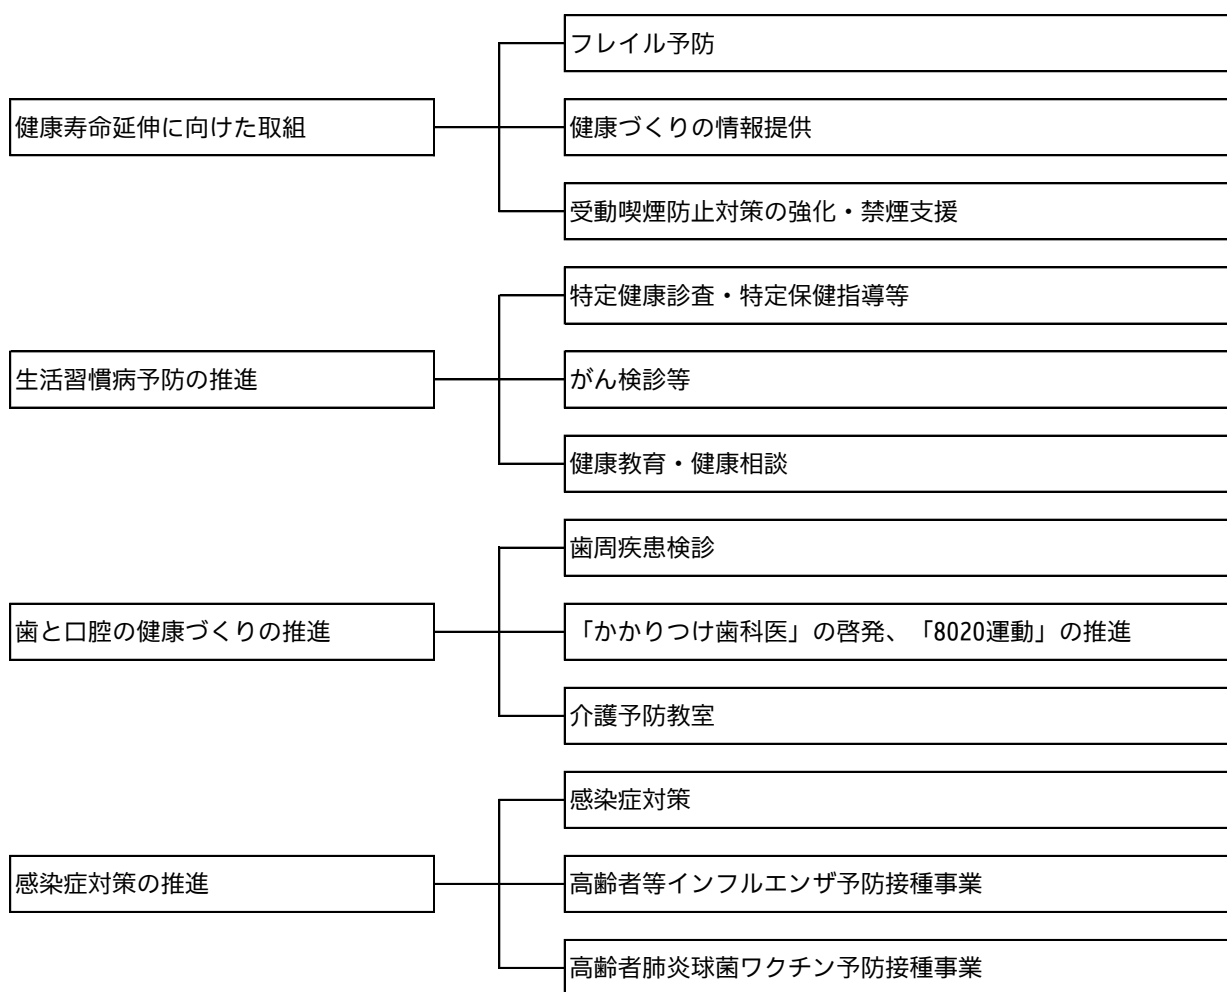 健康寿命延伸に向けた取組
フレイル予防
健康づくりの情報提供
受動喫煙防止対策の強化・禁煙支援
生活習慣病予防の推進
特定健康診査・特定保健指導等
がん検診等
健康教育・健康相談
歯と口腔の健康づくりの推進
歯周疾患検診
「かかりつけ歯科医」の啓発、「8020運動」の推進
介護予防教室
感染症対策の推進
感染症対策
高齢者等インフルエンザ予防接種事業
高齢者肺炎球菌ワクチン予防接種事業